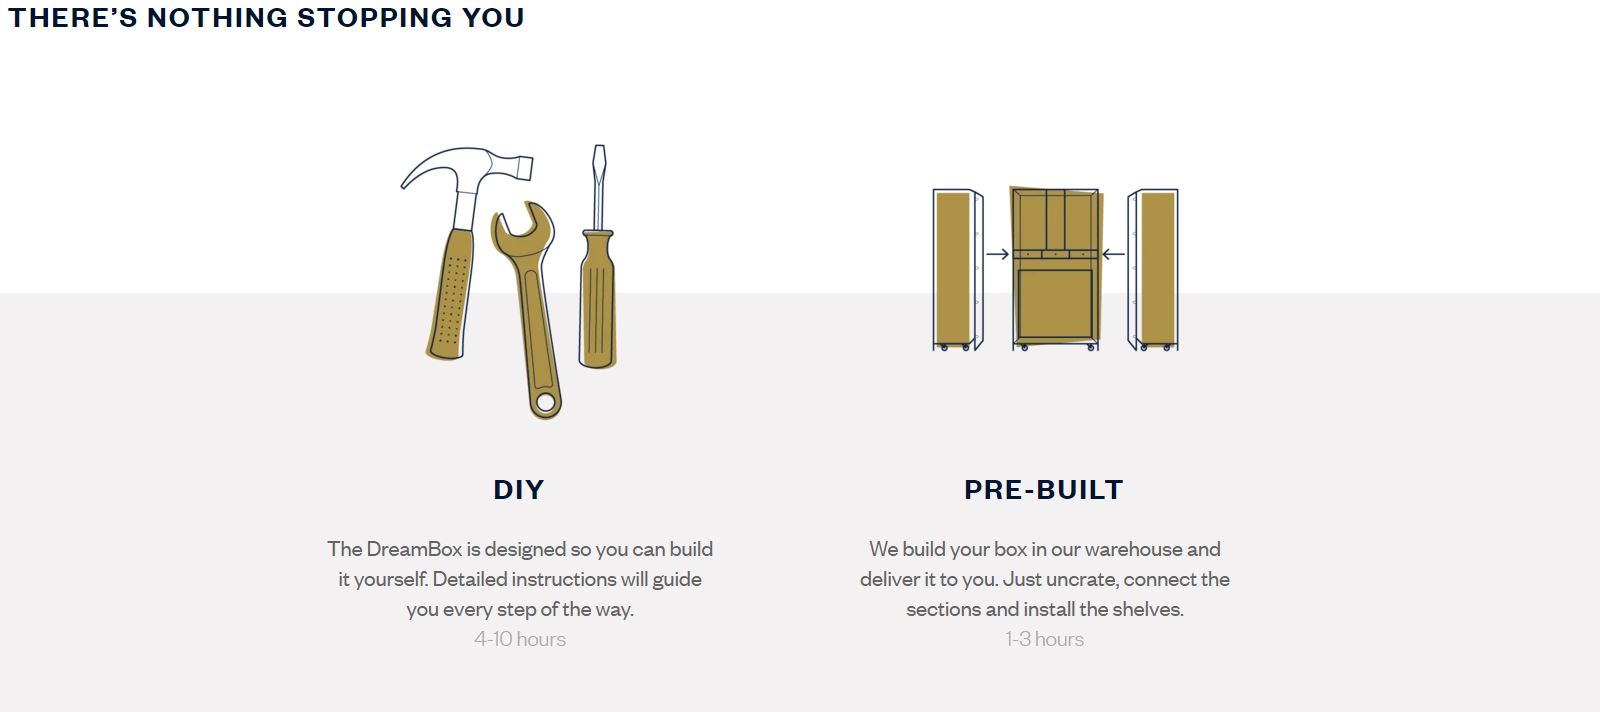 THERE’S NOTHING STOPPING YOU
DIY
The DreamBox is designed so you can build
it yourself. Detailed instructions will guide
you every step of the way.
4-10 hours
PRE-BUILT
We build your box in our warehouse and
deliver it to you. Just uncrate, connect the
sections and install the shelves.
1-3 hours